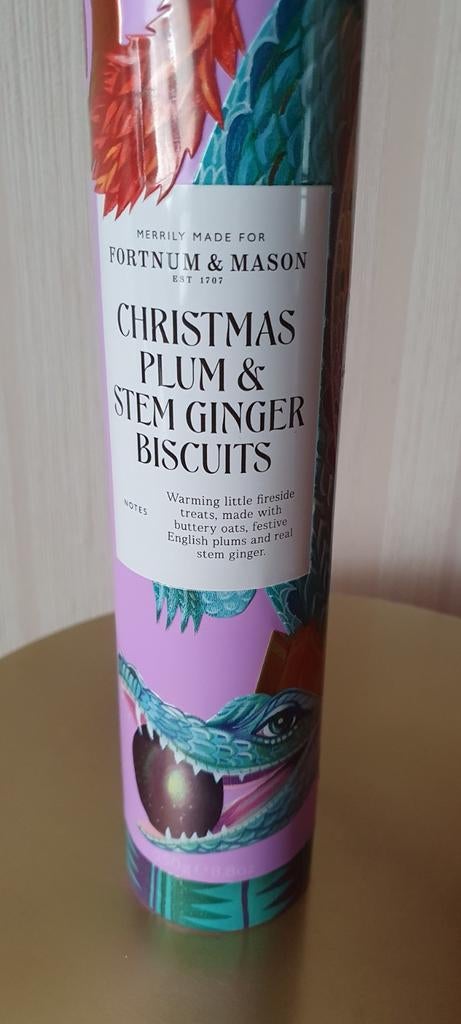 MERRILY MADE FOR
FORTNUM & MASON
EST 1707
CHRISTMAS
PLUM &
STEM GINGER
BISCUITS
NOTES
Warming little fireside
treats, made with
buttery oats, festive
English plums and real
stem ginger.